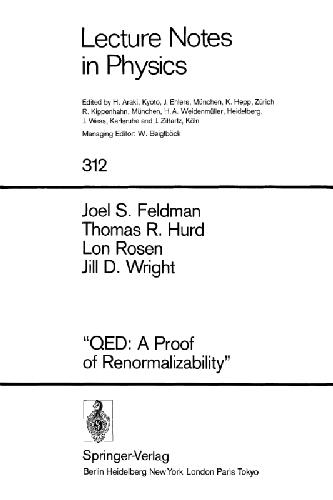 Lecture Notes
in Physics
Edited by H. Araki, Kyoto, J. Ehlers, München, K. Hepp, Zürich
R. Kippenhahn, München, H. A. Weidenmüller, Heidelberg,
J. Wess, Karlsruhe and J. Zittartz, Köln
Managing Editor: W. Beiglböck
312
Joel S. Feldman
Thomas R. Hurd
Lon Rosen
Jill D. Wright
“QED: A Proof
of Renormalizability”
Springer-Verlag
Berlin Heidelberg New York London Paris Tokyo